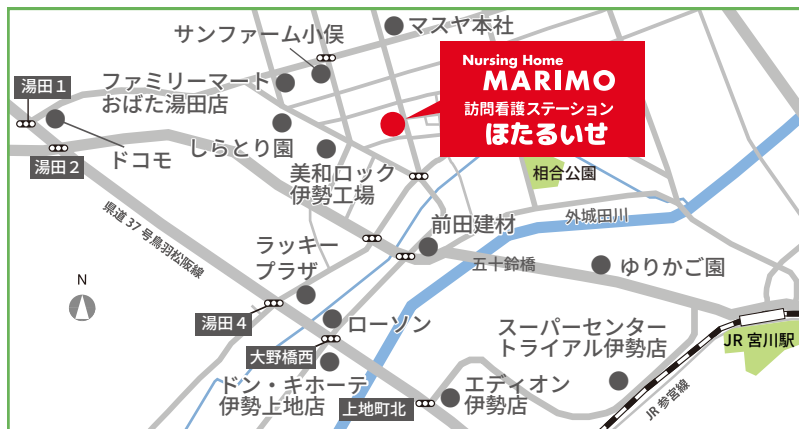 サンファーム小俣
マスヤ本社
Nursing Home
MARIMO
訪問看護ステーション
ほたるいせ
湯田1
ファミリーマート
おばた湯田店
しらとり園
ドコモ
湯田2
美和ロック
伊勢工場
相合公園
県道37号鳥羽松阪線
前田建材
外城田川
ラッキー
プラザ
五十鈴橋
ゆりかご園
N
湯田4
ローソン
スーパーセンター
トライアル伊勢店
JR 宮川駅
大野橋西
ドン・キホーテ
伊勢上地店
エディオン
伊勢店
上地町北
JR 参宮線